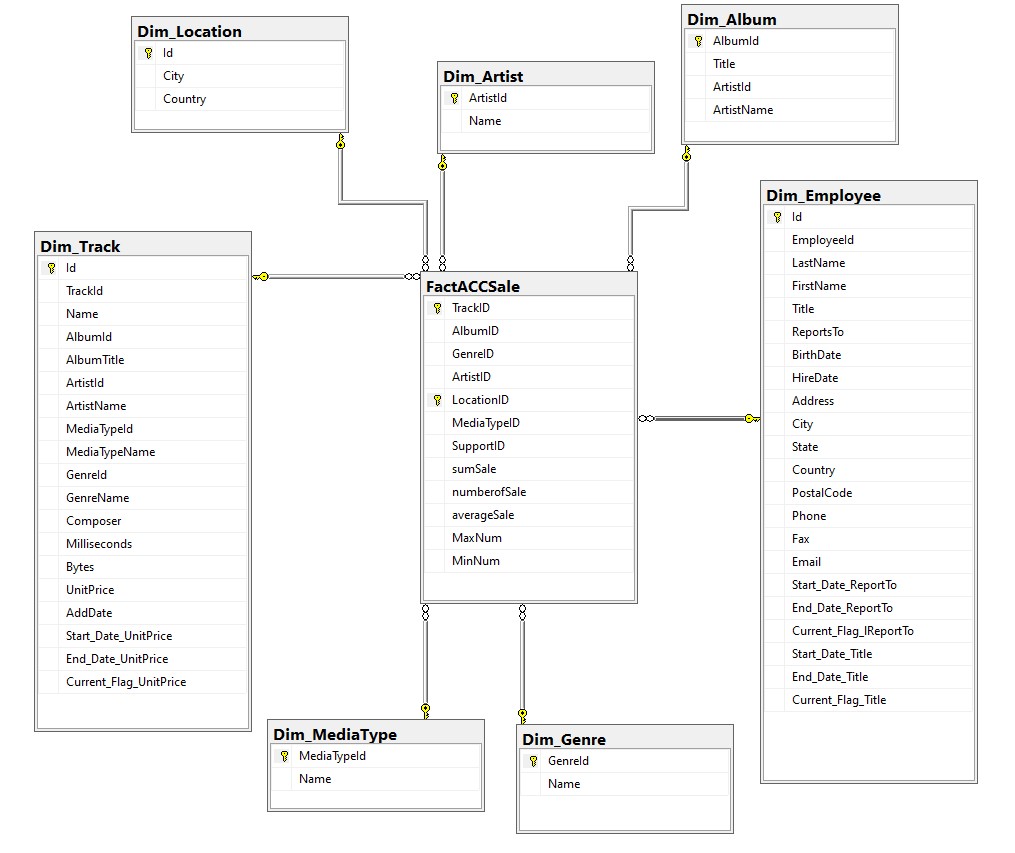 Dim_Location
Id
City
Country
Dim_Artist
ArtistId
Name
Dim_Album
AlbumId
Title
ArtistId
ArtistName
Dim_Track
Id
TrackId
Name
AlbumId
AlbumTitle
ArtistId
ArtistName
MediaTypeId
MediaTypeName
GenreId
GenreName
Composer
Milliseconds
Bytes
UnitPrice
AddDate
Start_Date_UnitPrice
End_Date_UnitPrice
Current_Flag_UnitPrice
FactACCSale
TrackID
AlbumID
GenreID
ArtistID
LocationID
MediaTypeID
SupportID
sumSale
numberofSale
averageSale
MaxNum
MinNum
Dim_Employee
Id
EmployeeId
LastName
FirstName
Title
ReportsTo
BirthDate
HireDate
Address
City
State
Country
PostalCode
Phone
Fax
Email
Start_Date_ReportTo
End_Date_ReportTo
Current_Flag_lReportTo
Start_Date_Title
End_Date_Title
Current_Flag_Title
Dim_MediaType
MediaTypeId
Name
Dim_Genre
GenreId
Name